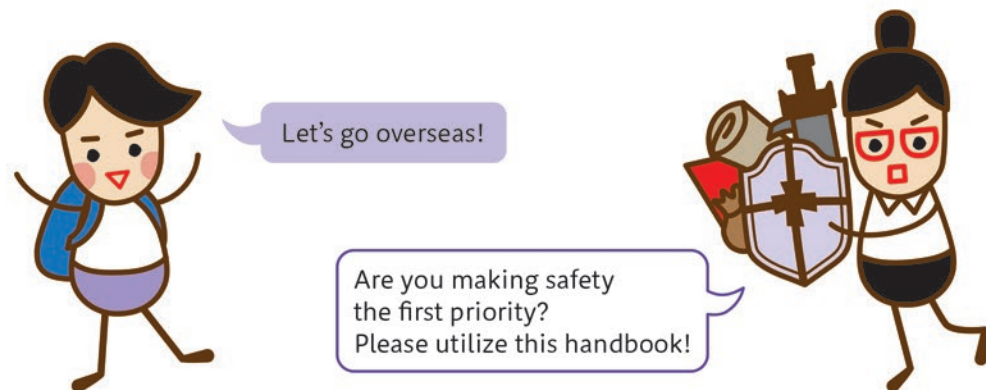 Let's go overseas!
Are you making safety
the first priority?
Please utilize this handbook!